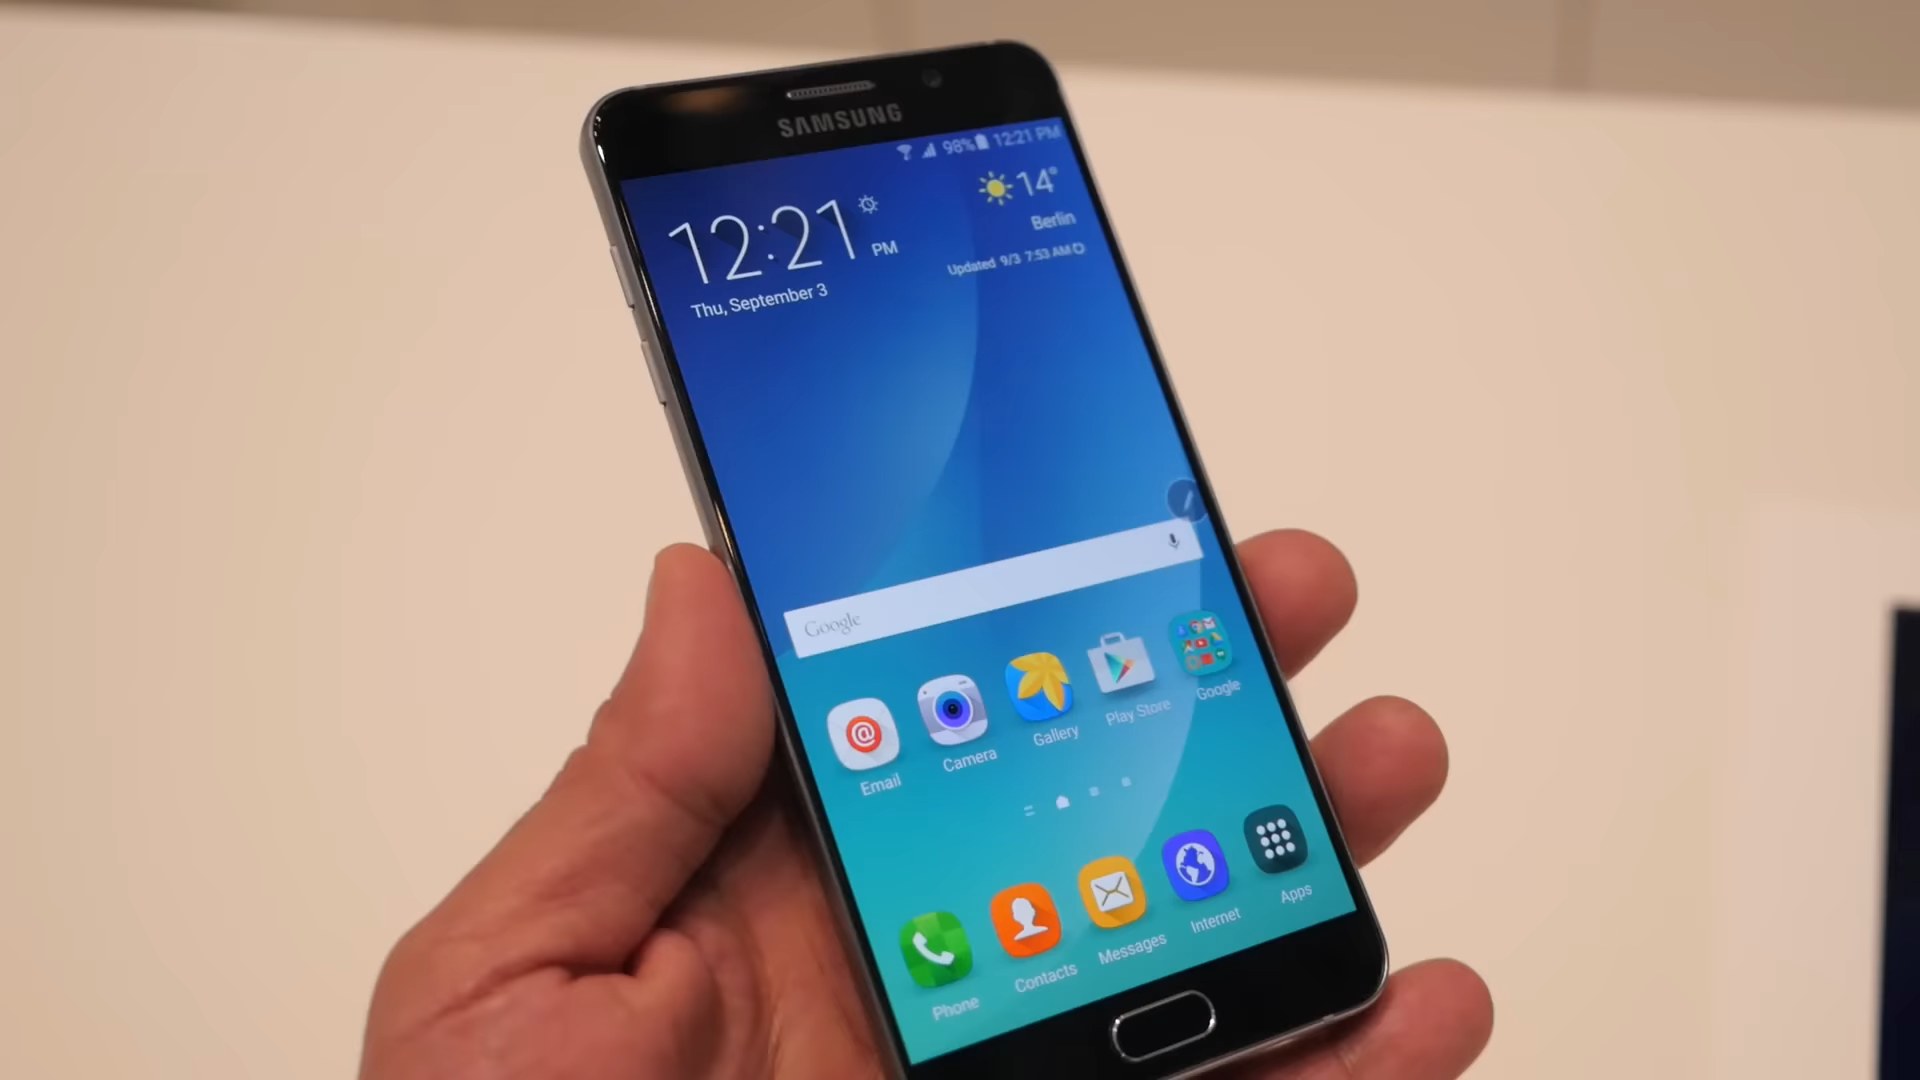 SAMSUNG
98% 12:21 PM
12:21 PM
Thu, September 3
14°
Berlin
Updated 9/3 7:53 AM
Google
Email
Camera
Gallery
Play Store
Google
Phone
Contacts
Messages
Internet
Apps